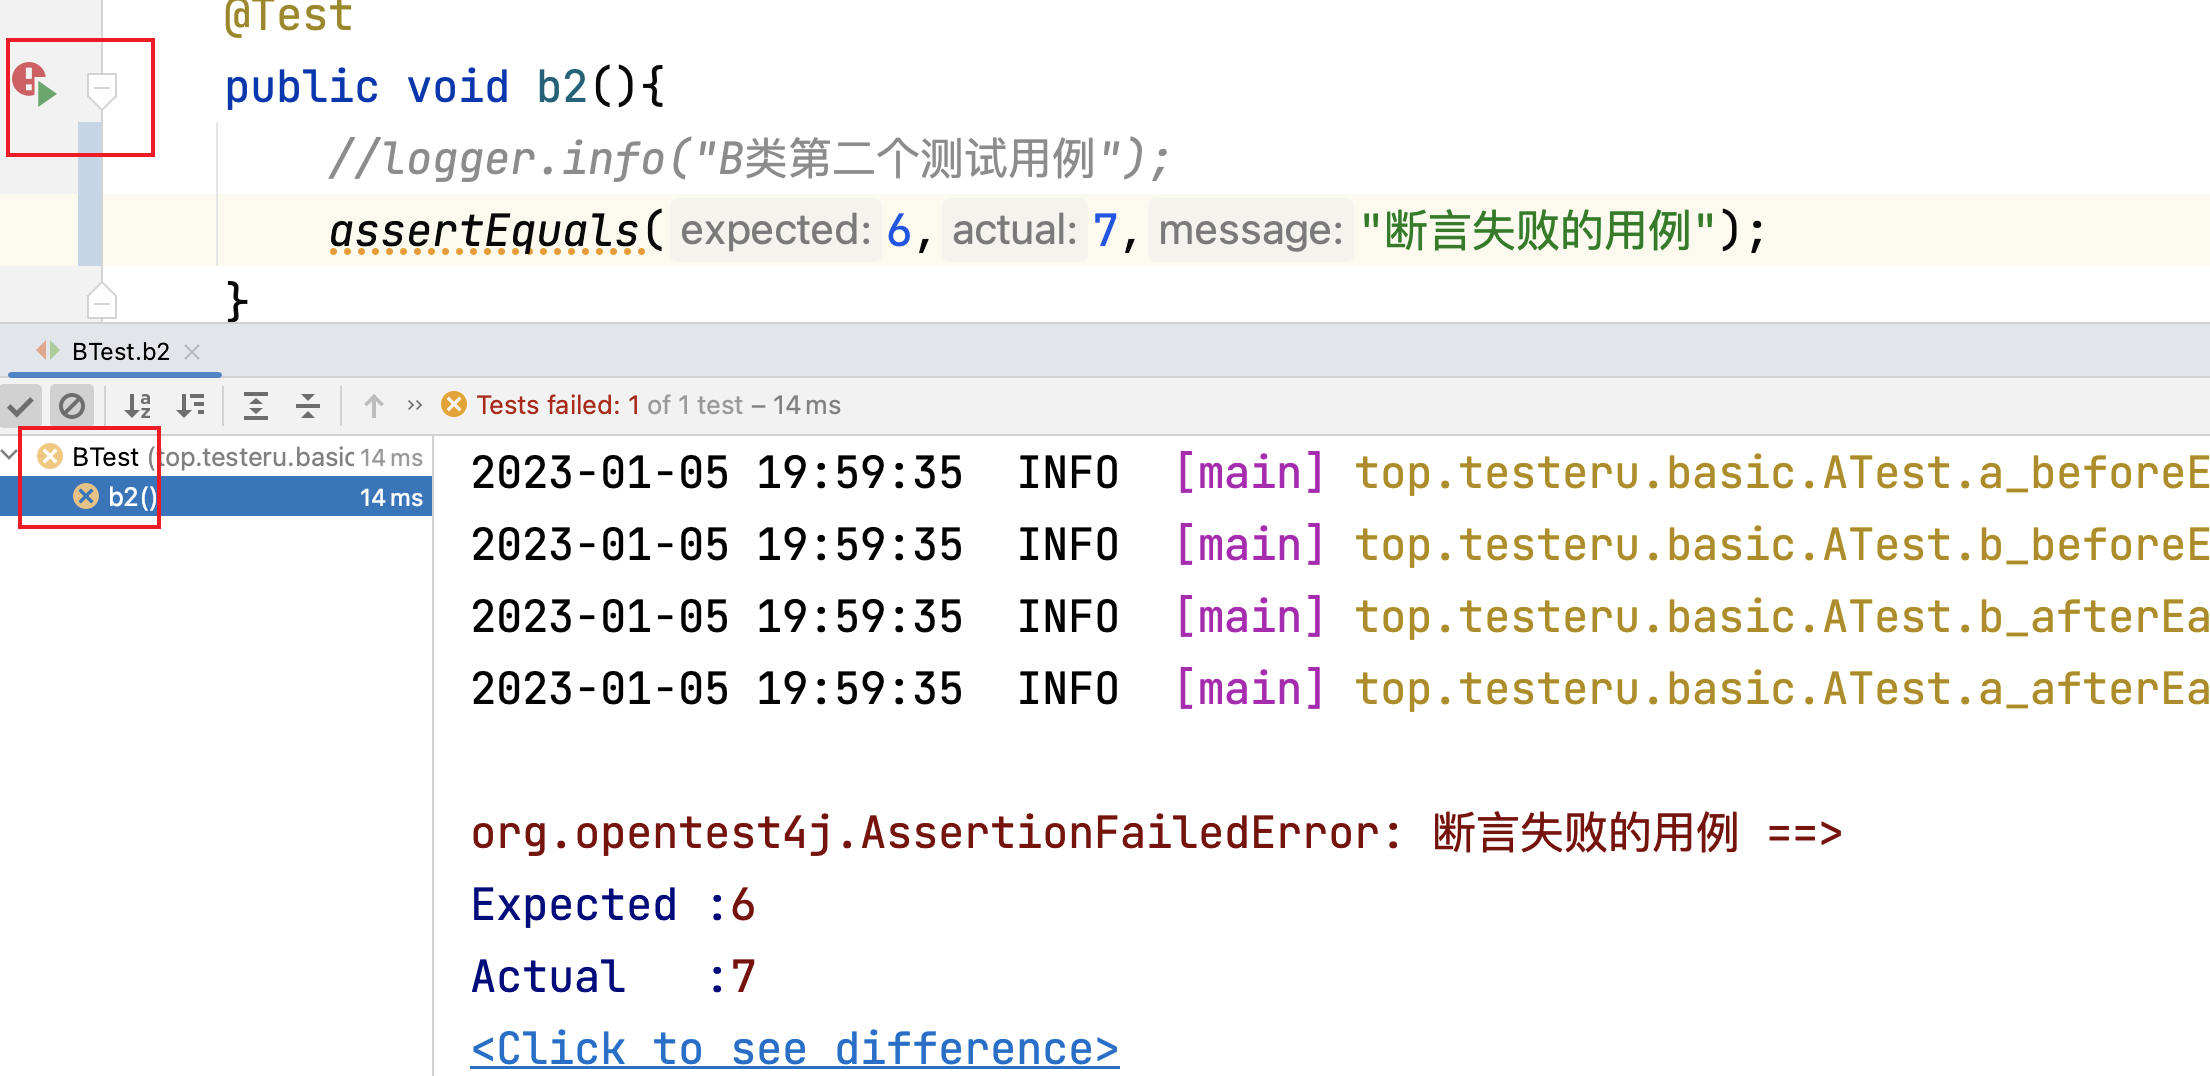 @Test
public void b2(){
//logger.info("B类第二个测试用例");
assertEquals( expected: 6, actual: 7, message: "断言失败的用例");
}
BTest.b2
Tests failed: 1 of 1 test – 14 ms
BTest (top.testeru.basic 14 ms
b2() 14 ms
2023-01-05 19:59:35 INFO [main] top.testeru.basic.ATest.a_beforeE
2023-01-05 19:59:35 INFO [main] top.testeru.basic.ATest.b_beforeE
2023-01-05 19:59:35 INFO [main] top.testeru.basic.ATest.b_afterEa
2023-01-05 19:59:35 INFO [main] top.testeru.basic.ATest.a_afterEa
org.opentest4j.AssertionFailedError: 断言失败的用例 ==>
Expected :6
Actual   :7
<Click to see difference>